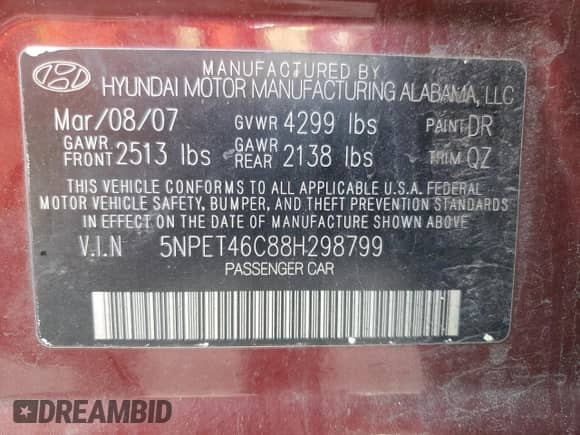 MANUFACTURED BY
HYUNDAI MOTOR MANUFACTURING ALABAMA, LLC
Mar/08/07 GVWR 4299 lbs PAINT DR
GAWR FRONT 2513 lbs GAWR REAR 2138 lbs TRIM QZ
THIS VEHICLE CONFORMS TO ALL APPLICABLE U.S.A. FEDERAL
MOTOR VEHICLE SAFETY, BUMPER, AND THEFT PREVENTION STANDARDS
IN EFFECT ON THE DATE OF MANUFACTURE SHOWN ABOVE.
V.I.N 5NPET46C88H298799
PASSENGER CAR
DREAMBID